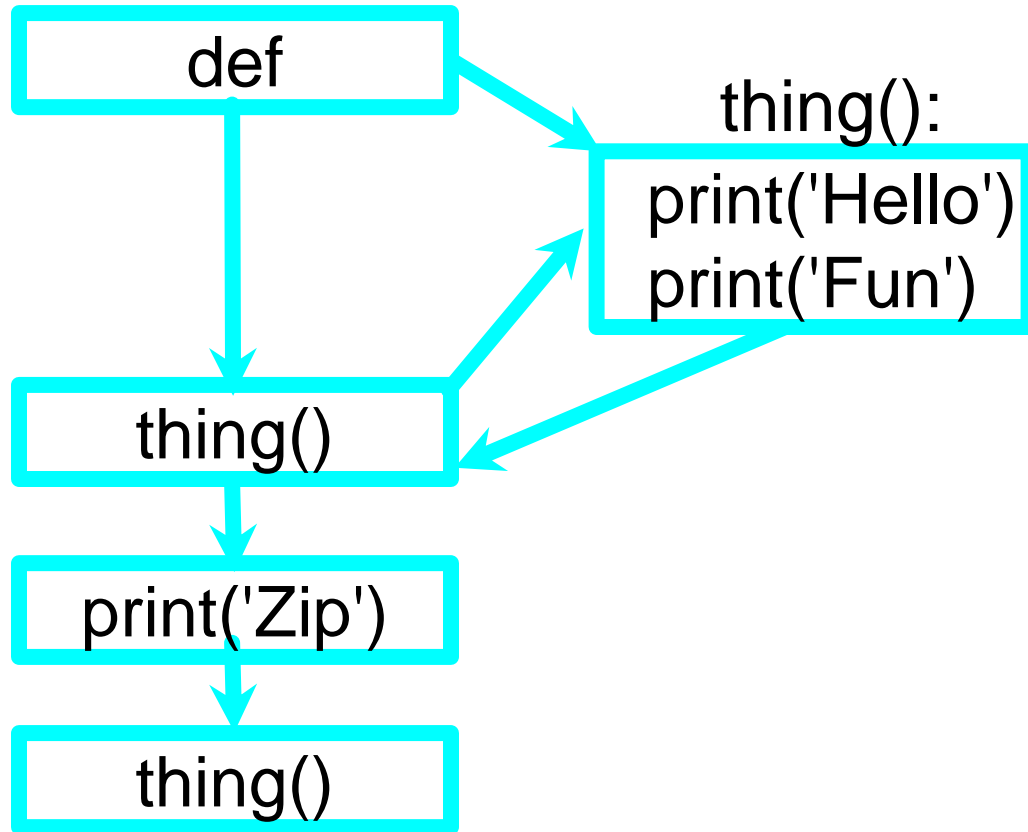 def
thing():
print('Hello')
print('Fun')
thing()
print('Zip')
thing()